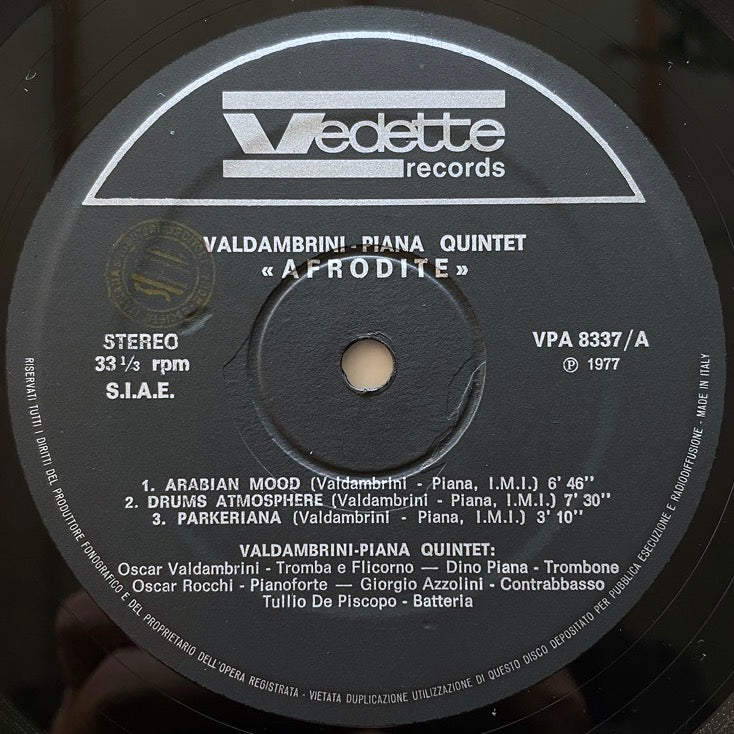 Vedette
records
VALDAMBRINI-PIANA QUINTET
« AFRODITE »
STEREO
33 1/3 rpm
S.I.A.E.
VPA 8337/A
Ⓟ 1977
1. ARABIAN MOOD (Valdambrini - Piana, I.M.I.) 6' 46''
2. DRUMS ATMOSPHERE (Valdambrini - Piana, I.M.I.) 7' 30''
3. PARKERIANA (Valdambrini - Piana, I.M.I.) 3' 10''
VALDAMBRINI-PIANA QUINTET:
Oscar Valdambrini - Tromba e Flicorno — Dino Piana - Trombone
Oscar Rocchi - Pianoforte — Giorgio Azzolini - Contrabbasso
Tullio De Piscopo - Batteria
RISERVATI TUTTI I DIRITTI DEL PRODUTTORE FONOGRAFICO E DEL PROPRIETARIO DELL'OPERA REGISTRATA - VIETATA DUPLICAZIONE UTILIZZAZIONE DI QUESTO DISCO DEPOSITATO PER PUBBLICA ESECUZIONE E RADIODIFFUSIONE - MADE IN ITALY